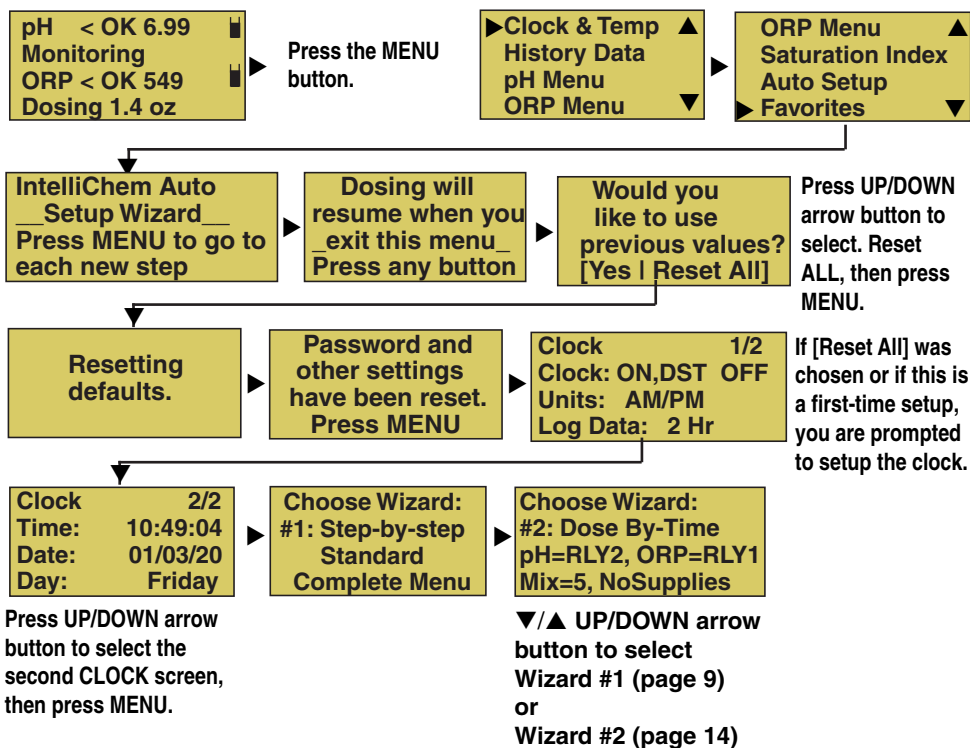 pH < OK 6.99
Monitoring
ORP < OK 549
Dosing 1.4 oz
Press the MENU
button.
▶Clock & Temp ▲
History Data
pH Menu
ORP Menu ▼
ORP Menu ▲
Saturation Index
Auto Setup
▶ Favorites ▼
IntelliChem Auto
__Setup Wizard__
Press MENU to go to
each new step
Dosing will
resume when you
_exit this menu_
Press any button
Would you
like to use
previous values?
[Yes | Reset All]
Press UP/DOWN
arrow button to
select. Reset
ALL, then press
MENU.
Resetting
defaults.
Password and
other settings
have been reset.
Press MENU
Clock 1/2
Clock: ON,DST OFF
Units: AM/PM
Log Data: 2 Hr
If [Reset All] was
chosen or if this is
a first-time setup,
you are prompted
to setup the clock.
Clock 2/2
Time: 10:49:04
Date: 01/03/20
Day: Friday
Press UP/DOWN arrow
button to select the
second CLOCK screen,
then press MENU.
Choose Wizard:
#1: Step-by-step
Standard
Complete Menu
Choose Wizard:
#2: Dose By-Time
pH=RLY2, ORP=RLY1
Mix=5, NoSupplies
▼/▲ UP/DOWN arrow
button to select
Wizard #1 (page 9)
or
Wizard #2 (page 14)